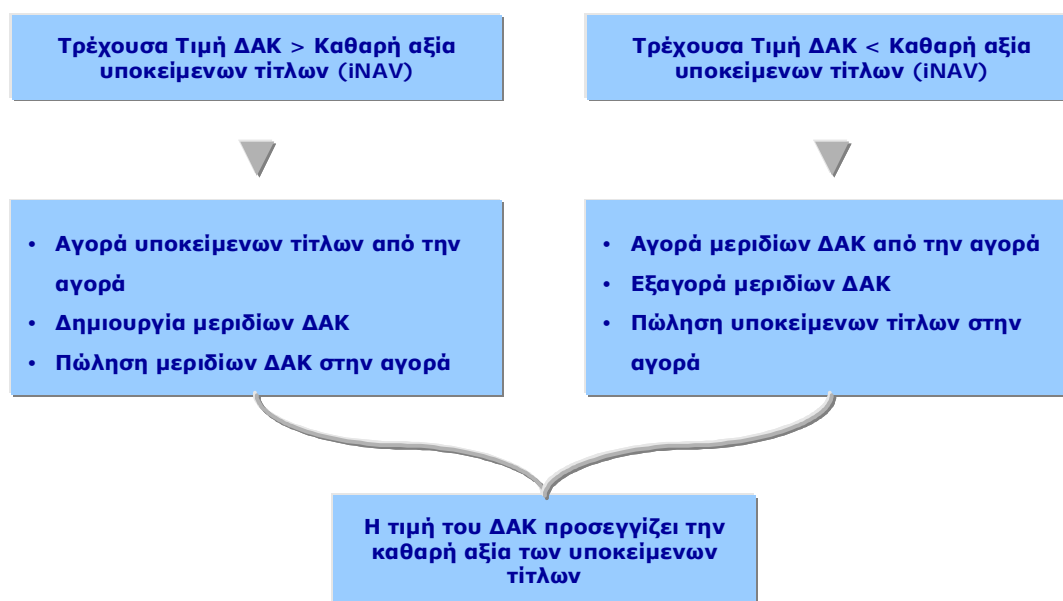 Τρέχουσα Τιμή ΔΑΚ > Καθαρή αξία
υποκείμενων τίτλων (iNAV)
Τρέχουσα Τιμή ΔΑΚ < Καθαρή αξία
υποκείμενων τίτλων (iNAV)
• Αγορά υποκείμενων τίτλων από την
αγορά
• Δημιουργία μεριδίων ΔΑΚ
• Πώληση μεριδίων ΔΑΚ στην αγορά
• Αγορά μεριδίων ΔΑΚ από την αγορά
• Εξαγορά μεριδίων ΔΑΚ
• Πώληση υποκείμενων τίτλων στην
αγορά
Η τιμή του ΔΑΚ προσεγγίζει την
καθαρή αξία των υποκείμενων
τίτλων